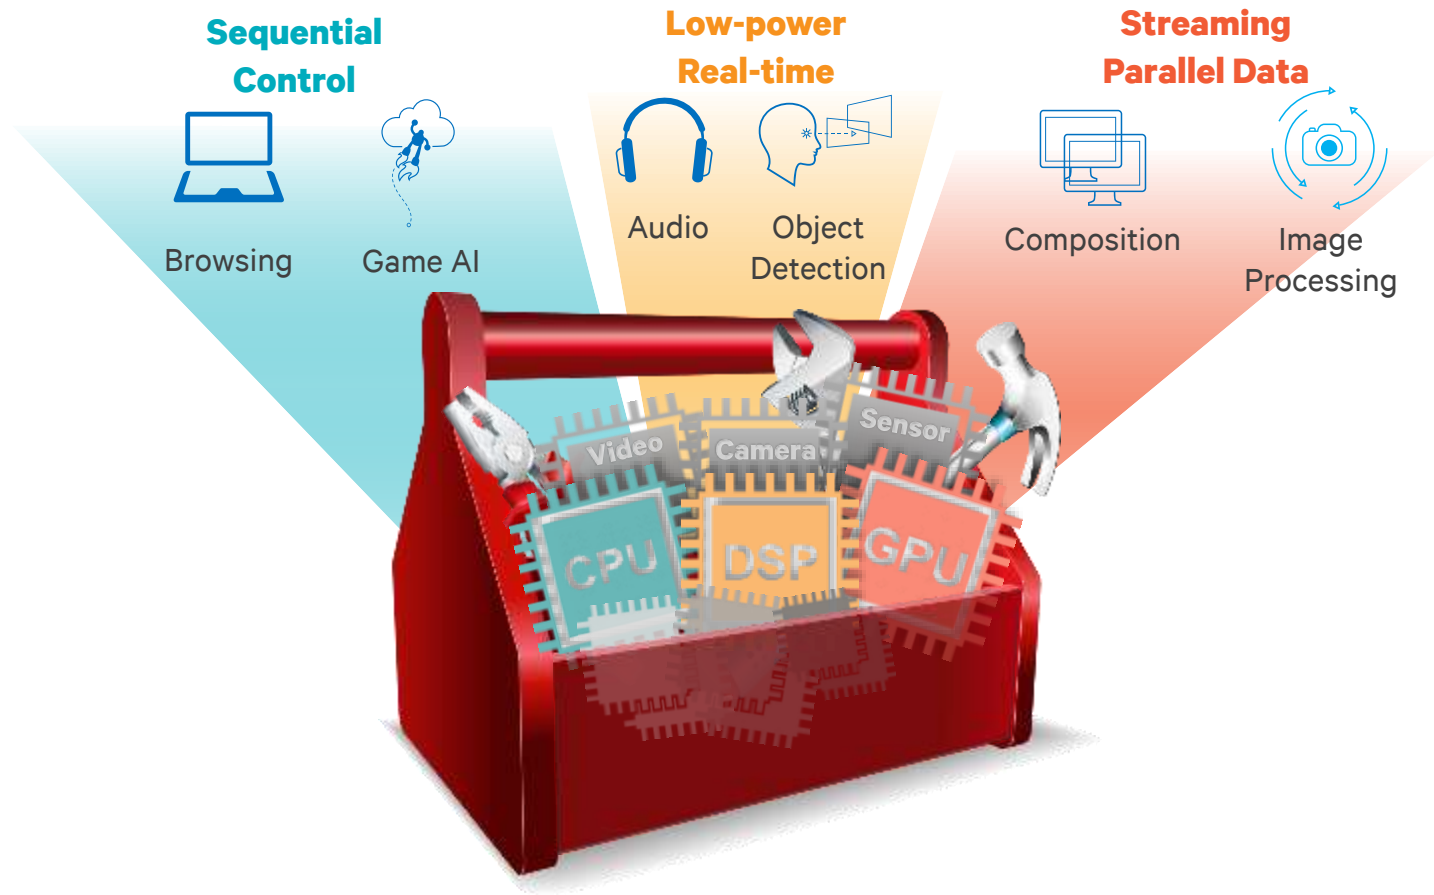 Sequential
Control
Low-power
Real-time
Streaming
Parallel Data
Browsing
Game AI
Audio
Object
Detection
Composition
Image
Processing
Video
Camera
Sensor
CPU
DSP
GPU